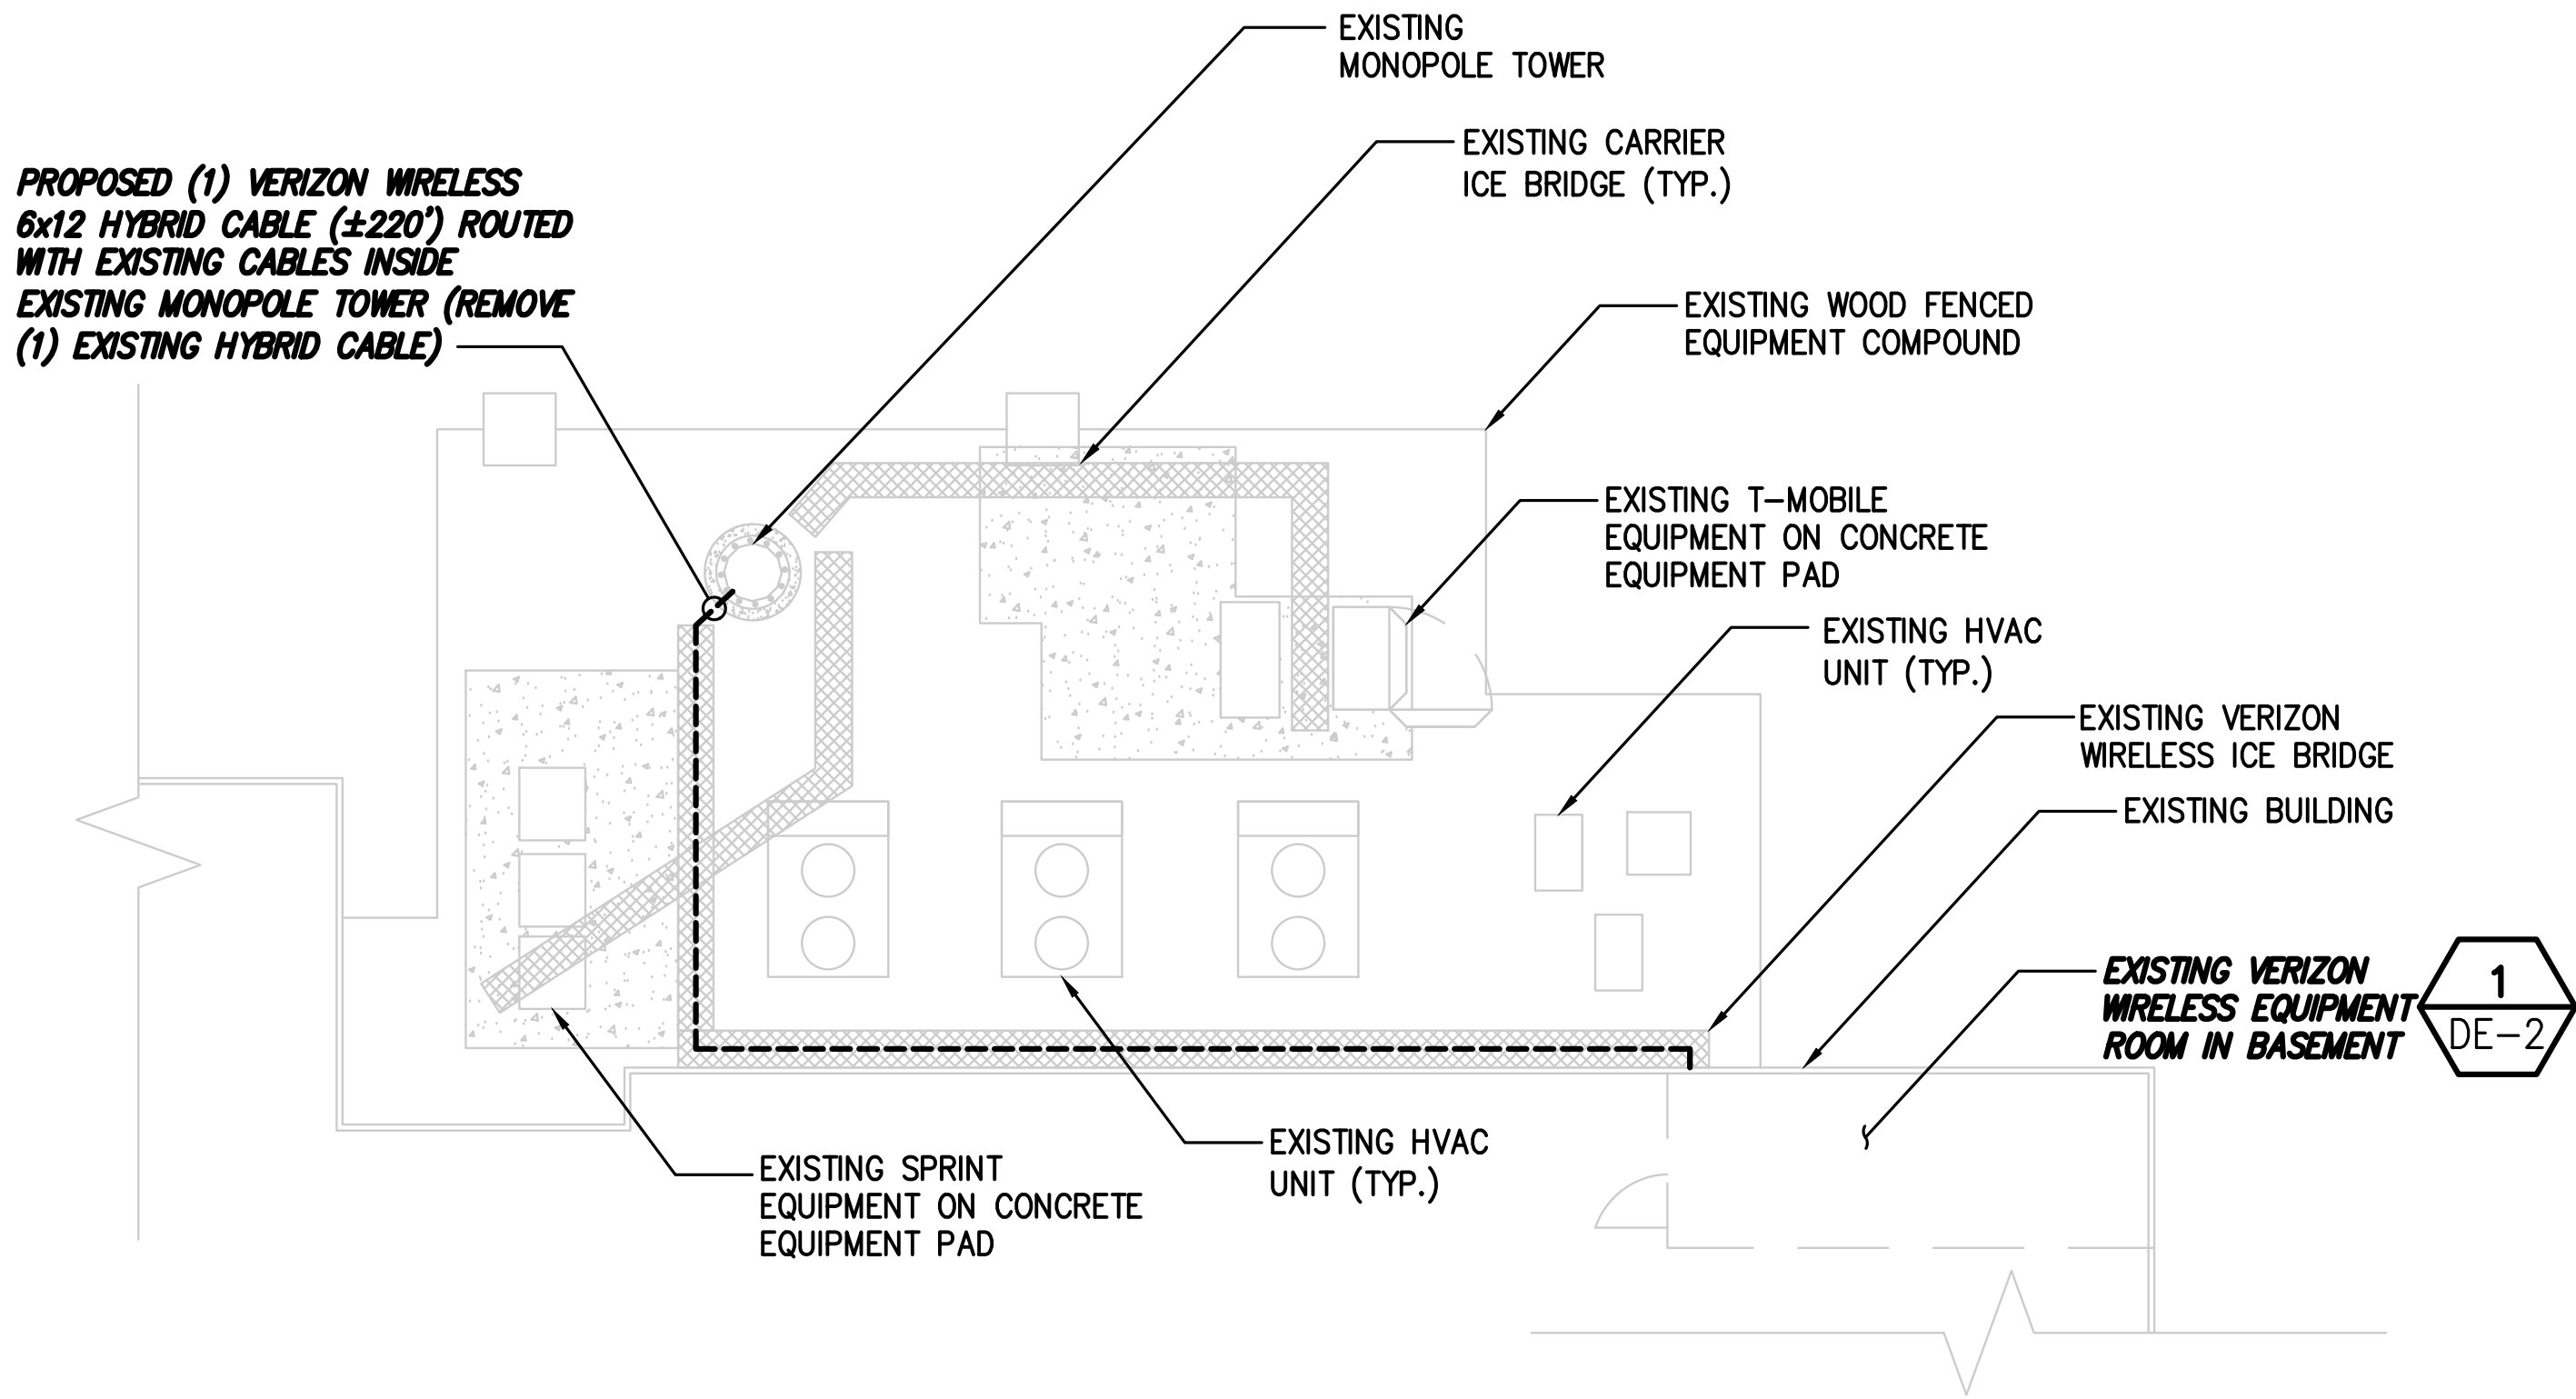 EXISTING
MONOPOLE TOWER
EXISTING CARRIER
ICE BRIDGE (TYP.)
PROPOSED (1) VERIZON WIRELESS
6x12 HYBRID CABLE (±220') ROUTED
WITH EXISTING CABLES INSIDE
EXISTING MONOPOLE TOWER (REMOVE
(1) EXISTING HYBRID CABLE)
EXISTING WOOD FENCED
EQUIPMENT COMPOUND
EXISTING T-MOBILE
EQUIPMENT ON CONCRETE
EQUIPMENT PAD
EXISTING HVAC
UNIT (TYP.)
EXISTING VERIZON
WIRELESS ICE BRIDGE
EXISTING BUILDING
EXISTING VERIZON
WIRELESS EQUIPMENT
ROOM IN BASEMENT
1
DE-2
EXISTING HVAC
UNIT (TYP.)
EXISTING SPRINT
EQUIPMENT ON CONCRETE
EQUIPMENT PAD